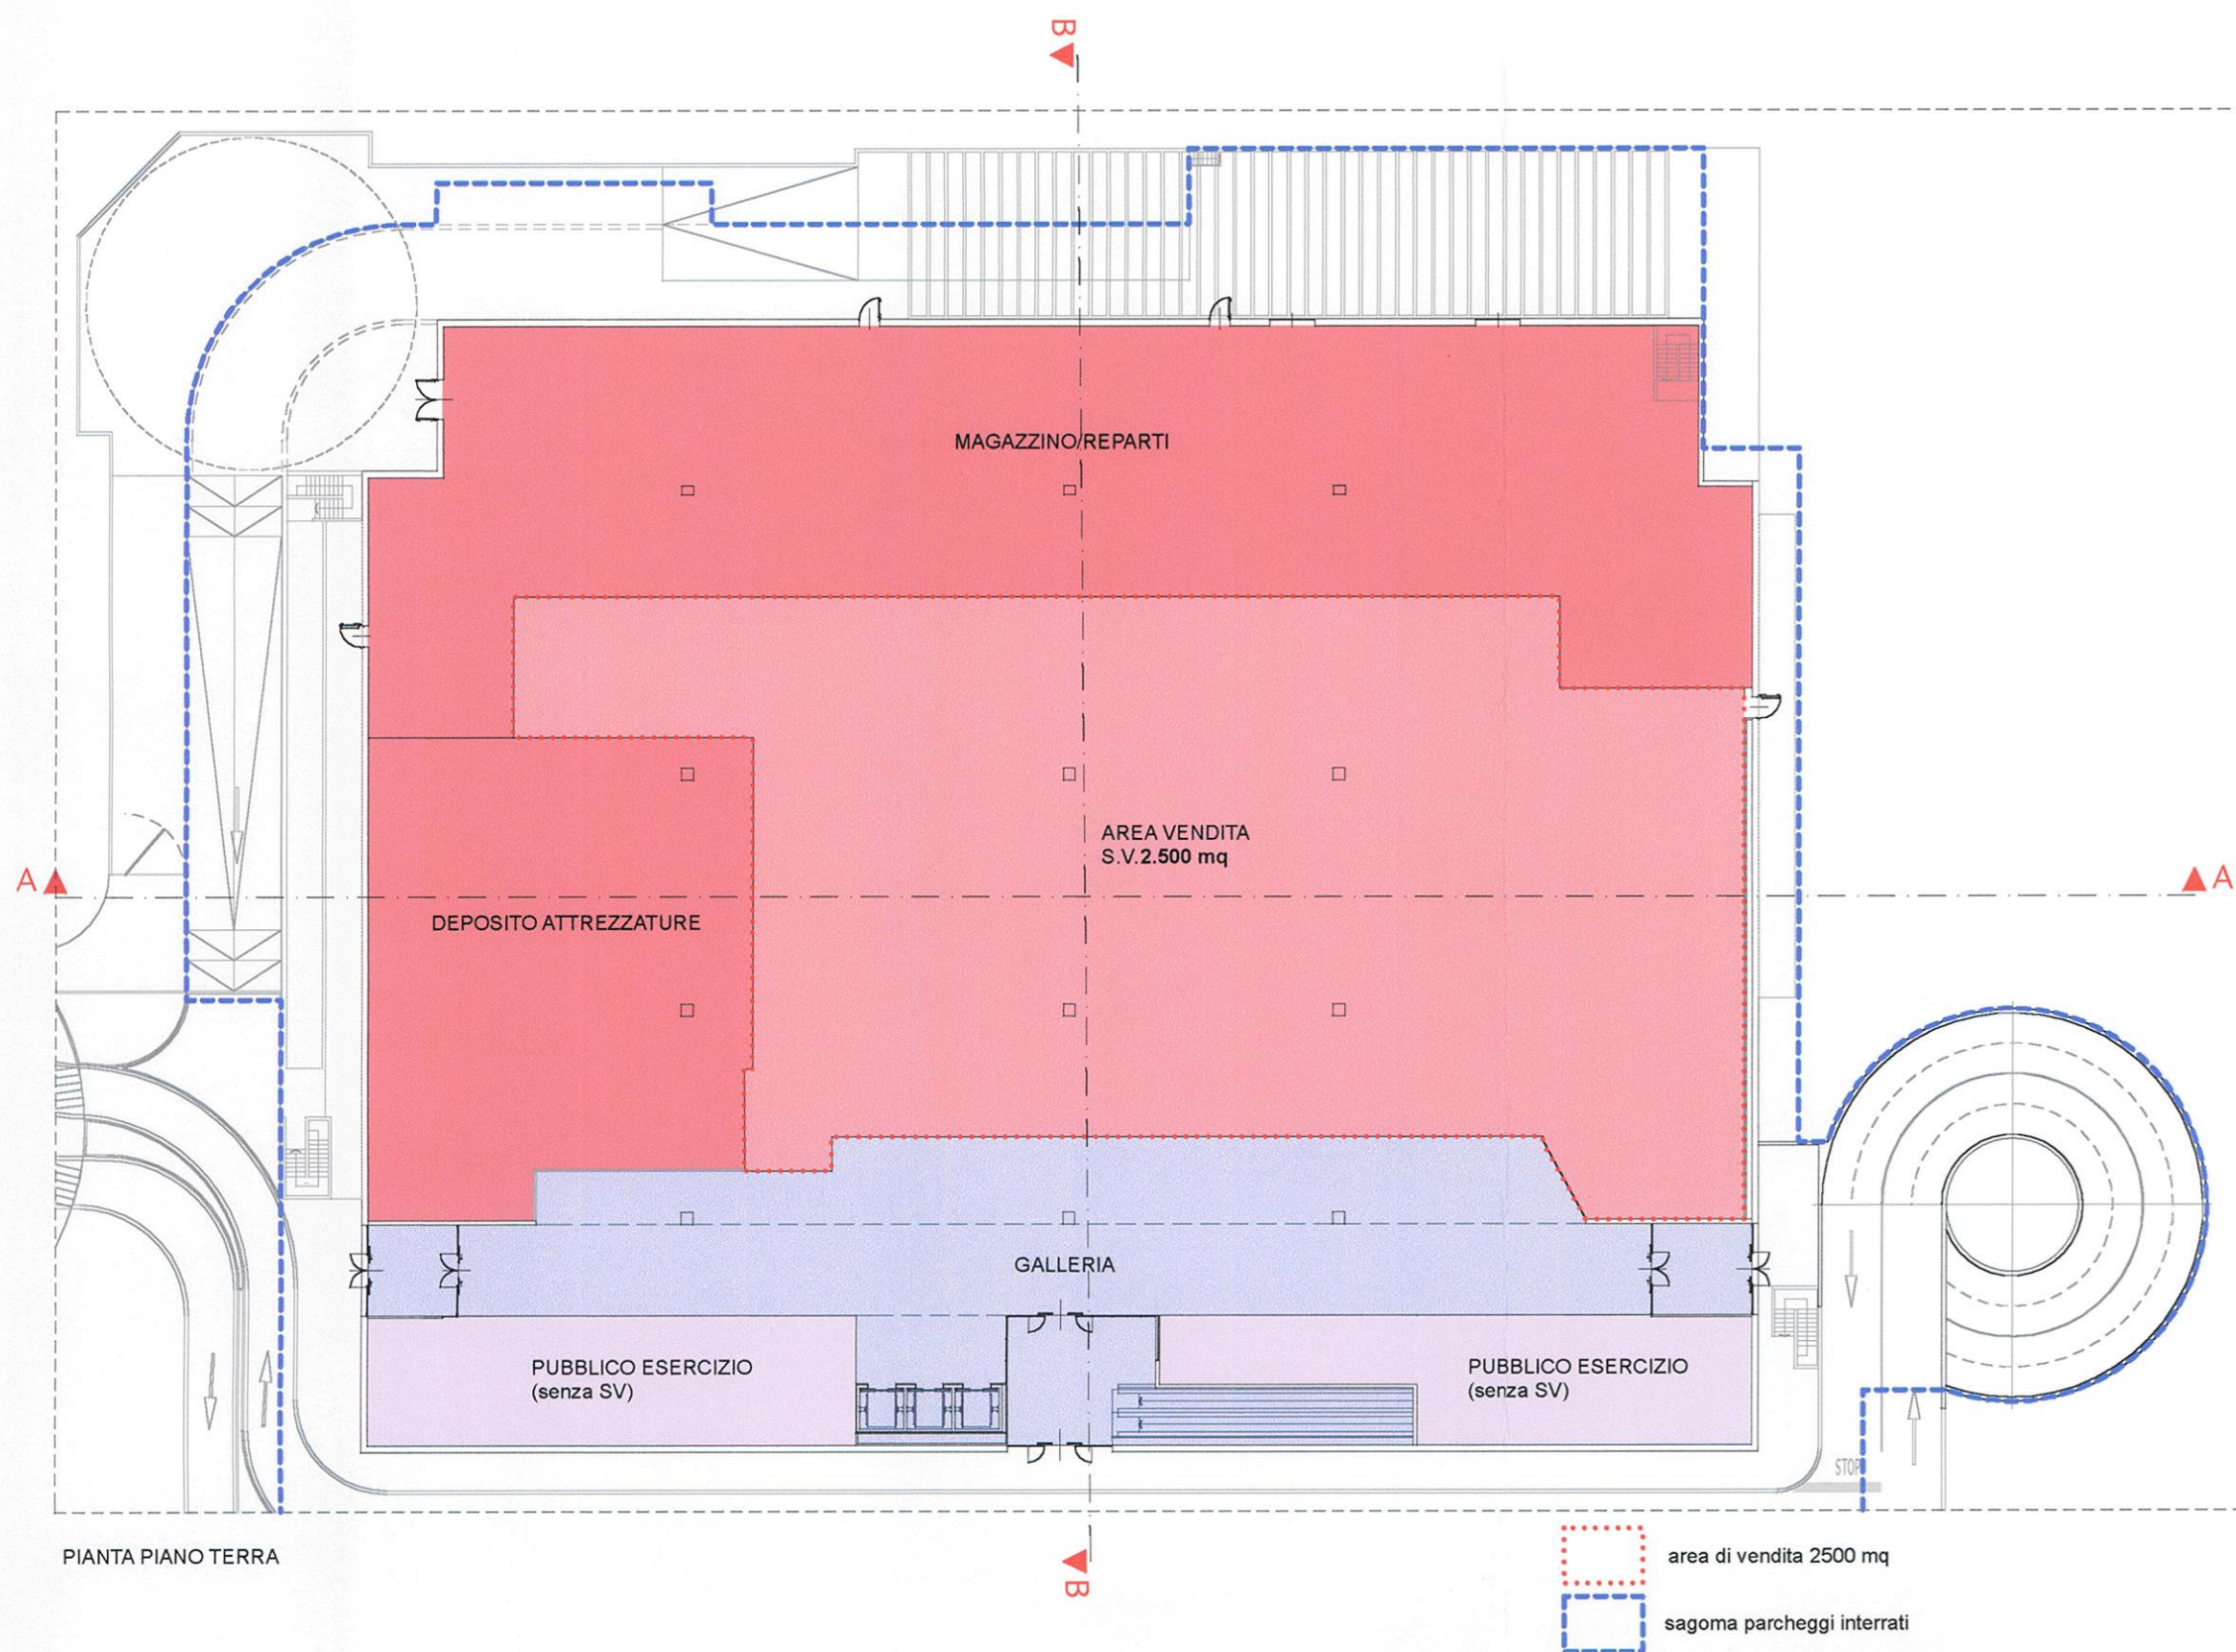 B
MAGAZZINO/REPARTI
AREA VENDITA
S.V.2.500 mq
A
A
DEPOSITO ATTREZZATURE
GALLERIA
PUBBLICO ESERCIZIO
(senza SV)
PUBBLICO ESERCIZIO
(senza SV)
STOP
PIANTA PIANO TERRA
B
area di vendita 2500 mq
sagoma parcheggi interrati